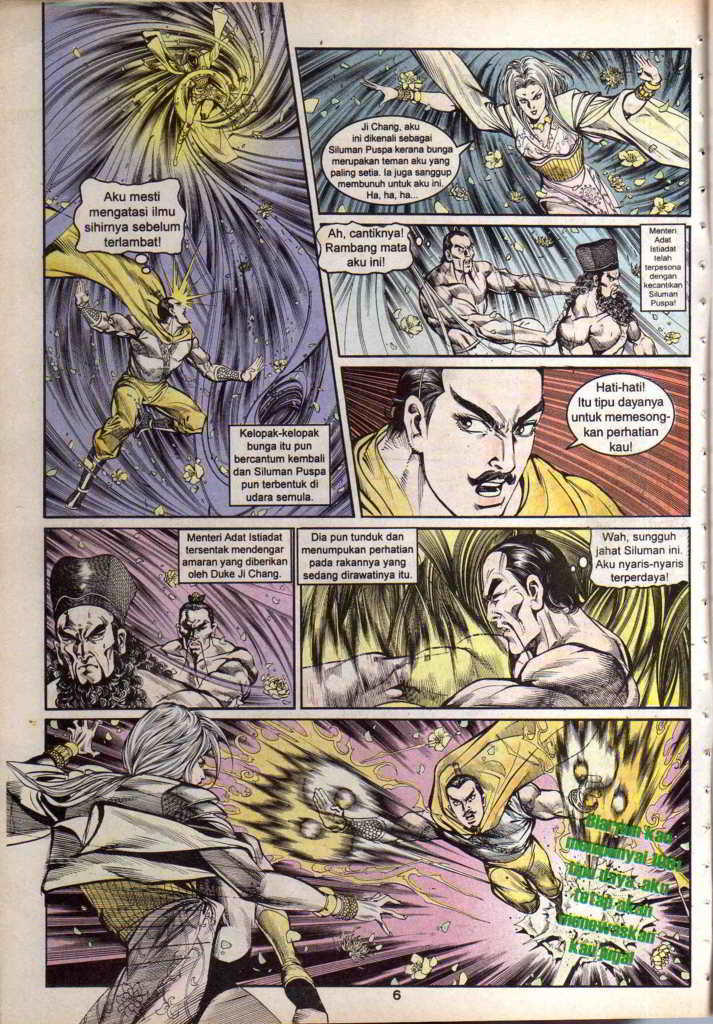 Aku mesti
mengatasi ilmu
sihirnya sebelum
terlambat!
Kelopak-kelopak
bunga itu pun
bercantum kembali
dan Siluman Puspa
pun terbentuk di
udara semula.
Ji Chang, aku
ini dikenali sebagai
Siluman Puspa kerana bunga
merupakan teman aku yang
paling setia. Ia juga sanggup
membunuh untuk aku ini.
Ha, ha, ha...
Ah, cantiknya!
Rambang mata
aku ini!
Menteri
Adat
Istiadat
telah
terpesona
dengan
kecantikan
Siluman
Puspa!
Hati-hati!
Itu tipu dayanya
untuk memesong-
kan perhatian
kau!
Menteri Adat Istiadat
tersentak mendengar
amaran yang diberikan
oleh Duke Ji Chang.
Dia pun tunduk dan
menumpukan perhatian
pada rakannya yang
sedang dirawatinya itu.
Wah, sungguh
jahat Siluman ini.
Aku nyaris-nyaris
terperdaya!
Biarpun kau
mempunyai ilmu
tipu daya, aku
tetap akan
menewaskan
kau juga!
6